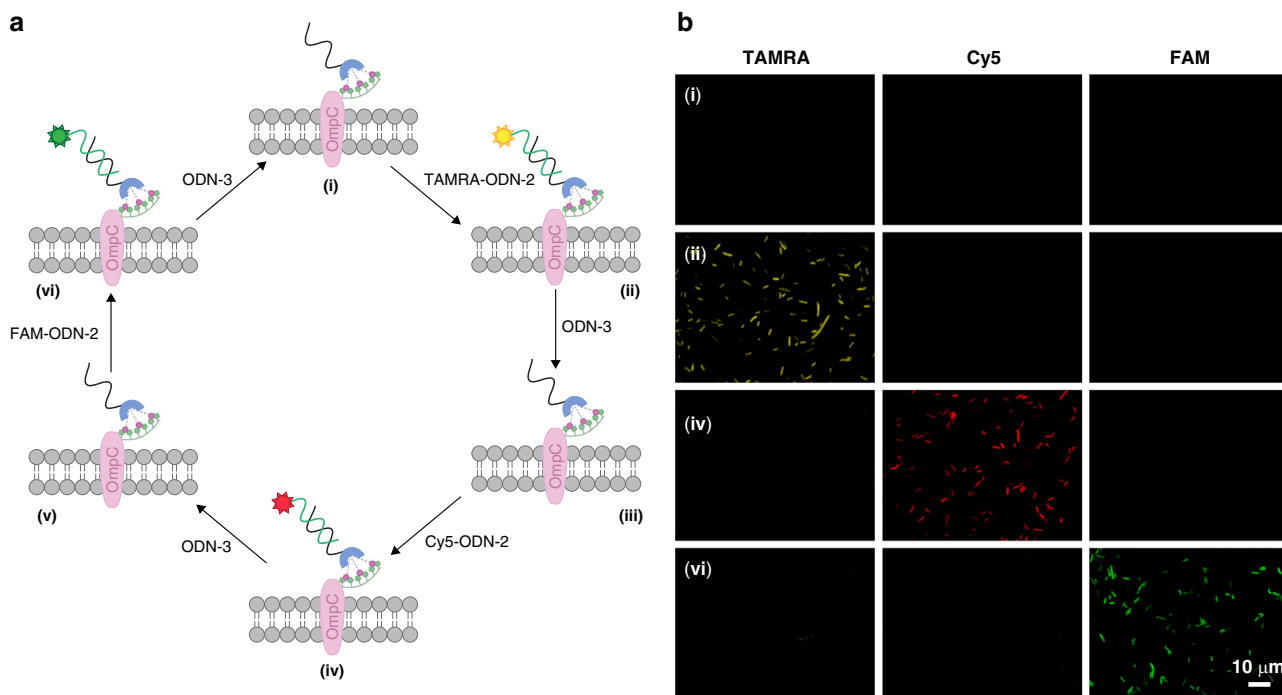 a
OmpC
(i)
ODN-3
TAMRA-ODN-2
OmpC
(vi)
OmpC
(ii)
FAM-ODN-2
ODN-3
OmpC
(v)
OmpC
(iii)
ODN-3
Cy5-ODN-2
OmpC
(iv)
b
TAMRA Cy5 FAM
(i)
(ii)
(iv)
(vi)
10 μm